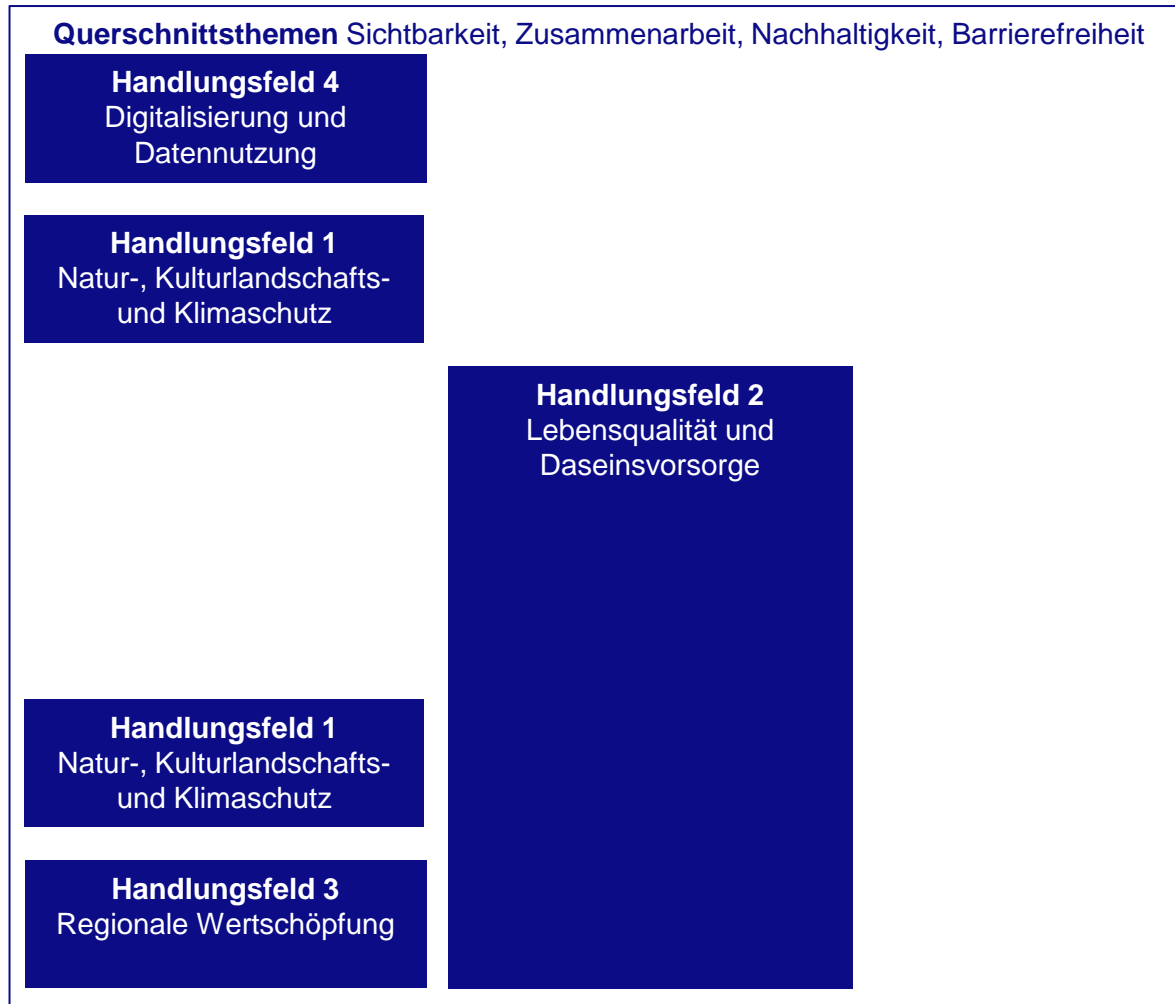 Querschnittsthemen Sichtbarkeit, Zusammenarbeit, Nachhaltigkeit, Barrierefreiheit
Handlungsfeld 4
Digitalisierung und
Datennutzung
Handlungsfeld 1
Natur-, Kulturlandschafts-
und Klimaschutz
Handlungsfeld 2
Lebensqualität und
Daseinsvorsorge
Handlungsfeld 1
Natur-, Kulturlandschafts-
und Klimaschutz
Handlungsfeld 3
Regionale Wertschöpfung